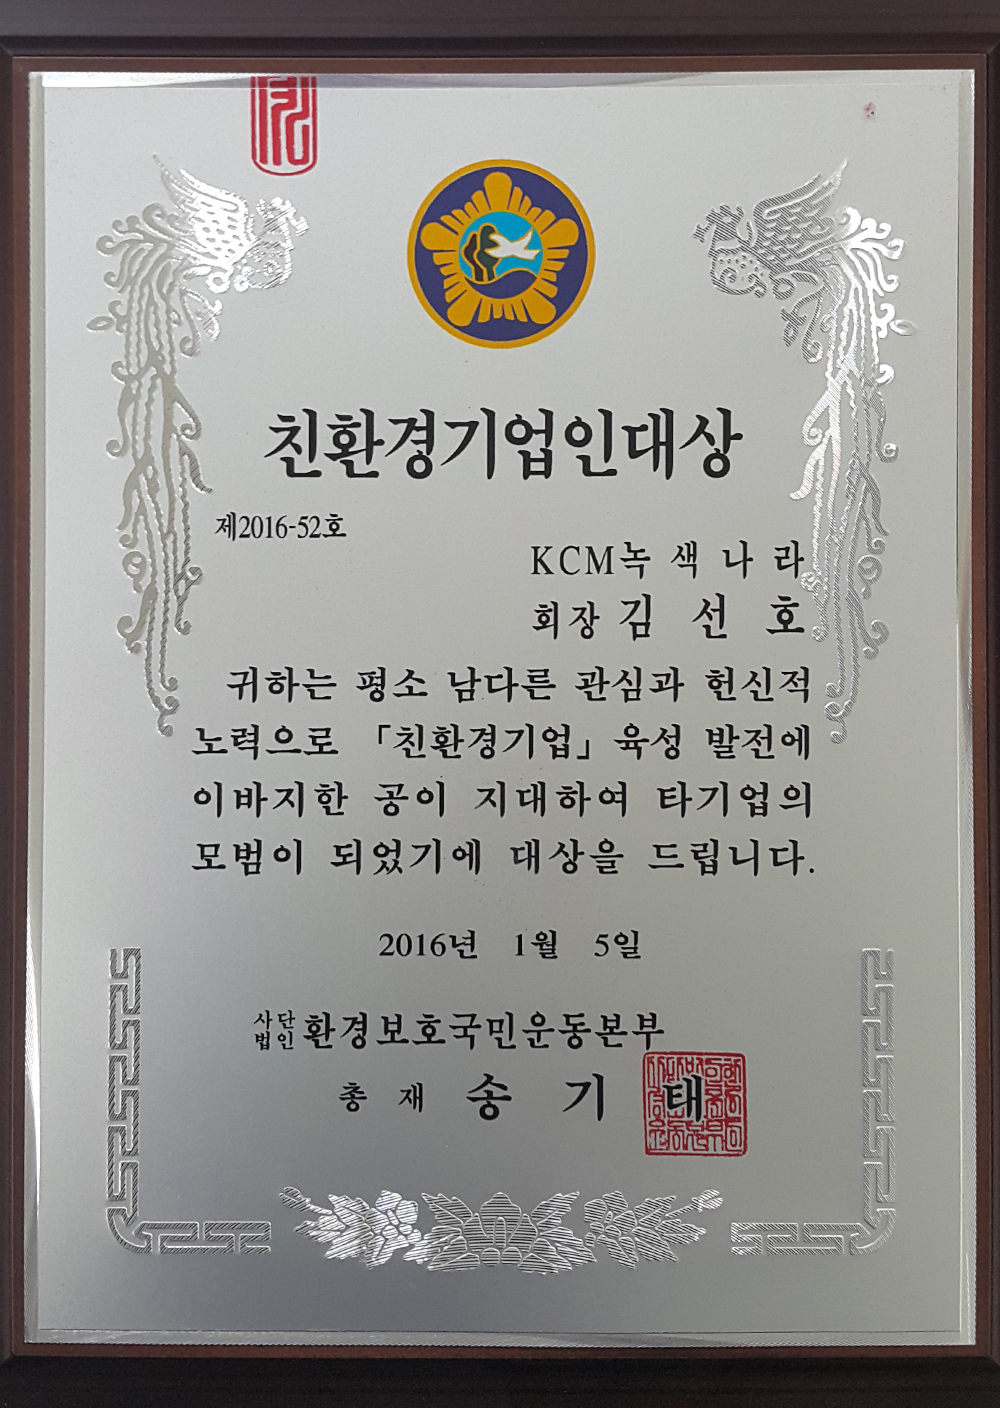 친환경기업인대상
제2016-52호
KCM녹색나라
회장 김선호
귀하는 평소 남다른 관심과 헌신적
노력으로 「친환경기업」 육성 발전에
이바지한 공이 지대하여 타기업의
모범이 되었기에 대상을 드립니다.
2016년 1월 5일
사단법인 환경보호국민운동본부
총재 송기태